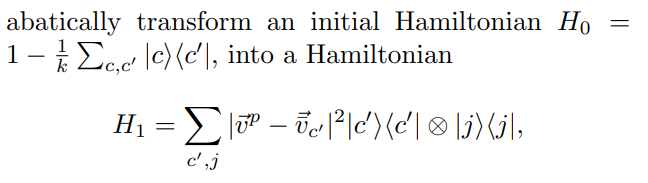 abatically transform an initial Hamiltonian H₀ =
1 − 1/k ∑_{c,c′} |c⟩⟨c′|, into a Hamiltonian
H₁ = ∑_{c′,j} |v⃗ᵖ − v⃗_{c′}|²|c′⟩⟨c′| ⊗ |j⟩⟨j|,